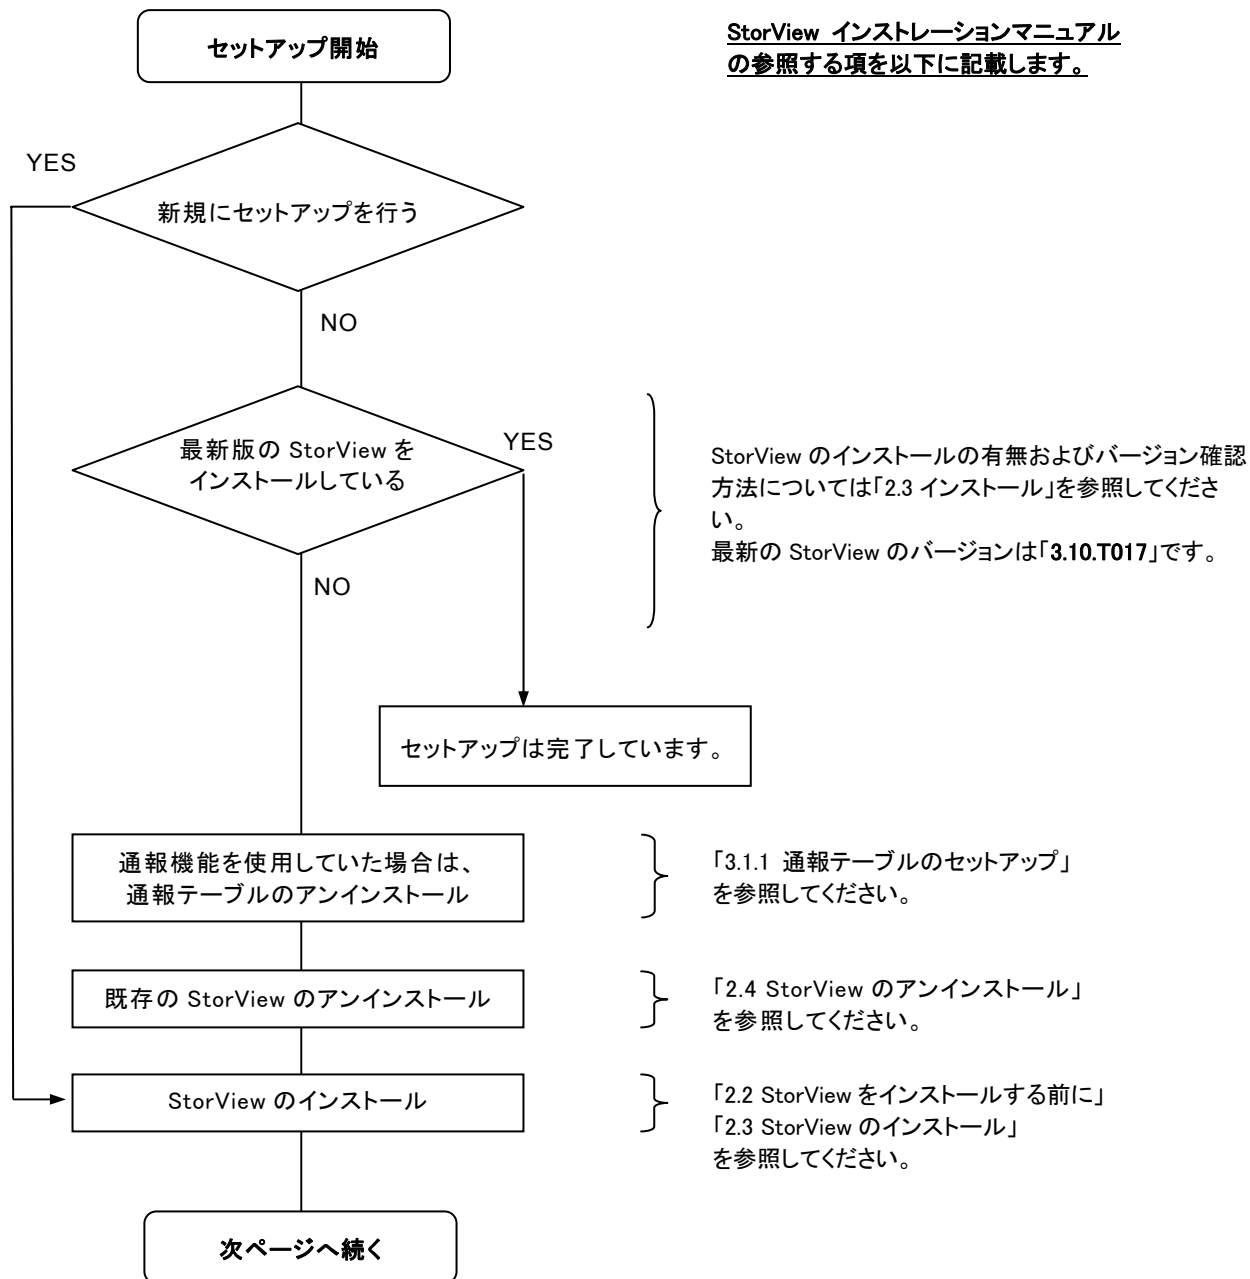 セットアップ開始
StorView インストレーションマニュアル
の参照する項を以下に記載します。
YES
新規にセットアップを行う
NO
最新版の StorView を
インストールしている
YES
StorView のインストールの有無およびバージョン確認
方法については「2.3 インストール」を参照してくださ
い。
最新の StorView のバージョンは「3.10.T017」です。
NO
セットアップは完了しています。
通報機能を使用していた場合は、
通報テーブルのアンインストール
「3.1.1 通報テーブルのセットアップ」
を参照してください。
既存の StorView のアンインストール
「2.4 StorView のアンインストール」
を参照してください。
StorView のインストール
「2.2 StorView をインストールする前に」
「2.3 StorView のインストール」
を参照してください。
次ページへ続く